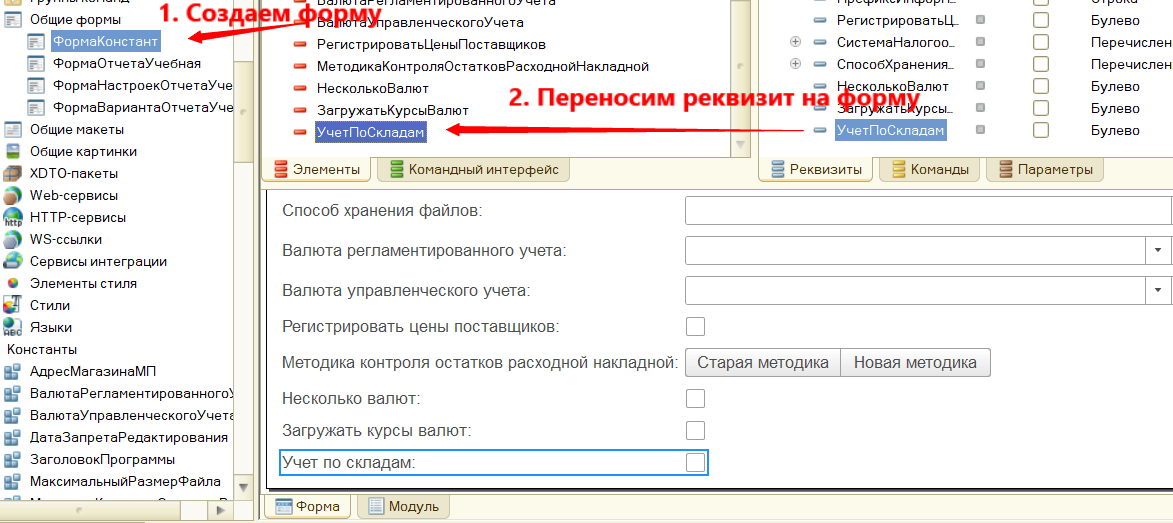 Группы команд
Общие формы
ФормаКонстант
ФормаОтчетаУчебная
ФормаНастроекОтчетаУче
ФормаВариантаОтчетаУче
Общие макеты
Общие картинки
XDTO-пакеты
Web-сервисы
HTTP-сервисы
WS-ссылки
Сервисы интеграции
Элементы стиля
Стили
Языки
Константы
АдресМагазинаМП
ВалютаРегламентированногоУ
ВалютаУправленческогоУчета
ДатаЗапретаРедактирования
ЗаголовокПрограммы
МаксимальныйРазмерФайла
1. Создаем форму
ВалютаРегламентированногоУчета
ВалютаУправленческогоУчета
РегистрироватьЦеныПоставщиков
МетодикаКонтроляОстатковРасходнойНакладной
НесколькоВалют
ЗагружатьКурсыВалют
УчетПоСкладам
2. Переносим реквизит на форму
Строка
РегистрироватьЦ... Булево
СистемаНалогоо... Перечислен
СпособХранения... Перечислен
НесколькоВалют Булево
ЗагружатьКурсы... Булево
УчетПоСкладам Булево
Элементы Командный интерфейс
Реквизиты Команды Параметры
Способ хранения файлов:
Валюта регламентированного учета:
Валюта управленческого учета:
Регистрировать цены поставщиков:
Методика контроля остатков расходной накладной: Старая методика Новая методика
Несколько валют:
Загружать курсы валют:
Учет по складам:
Форма Модуль